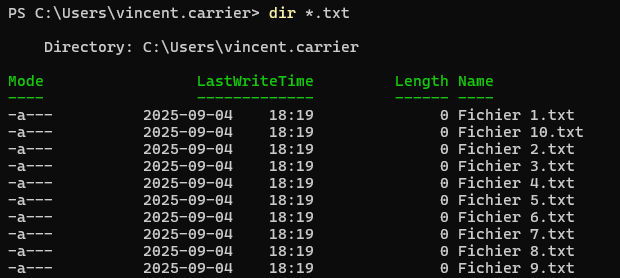 PS C:\Users\vincent.carrier> dir *.txt
Directory: C:\Users\vincent.carrier
Mode                 LastWriteTime         Length Name
----                 -------------         ------ ----
-a---          2025-09-04    18:19              0 Fichier 1.txt
-a---          2025-09-04    18:19              0 Fichier 10.txt
-a---          2025-09-04    18:19              0 Fichier 2.txt
-a---          2025-09-04    18:19              0 Fichier 3.txt
-a---          2025-09-04    18:19              0 Fichier 4.txt
-a---          2025-09-04    18:19              0 Fichier 5.txt
-a---          2025-09-04    18:19              0 Fichier 6.txt
-a---          2025-09-04    18:19              0 Fichier 7.txt
-a---          2025-09-04    18:19              0 Fichier 8.txt
-a---          2025-09-04    18:19              0 Fichier 9.txt